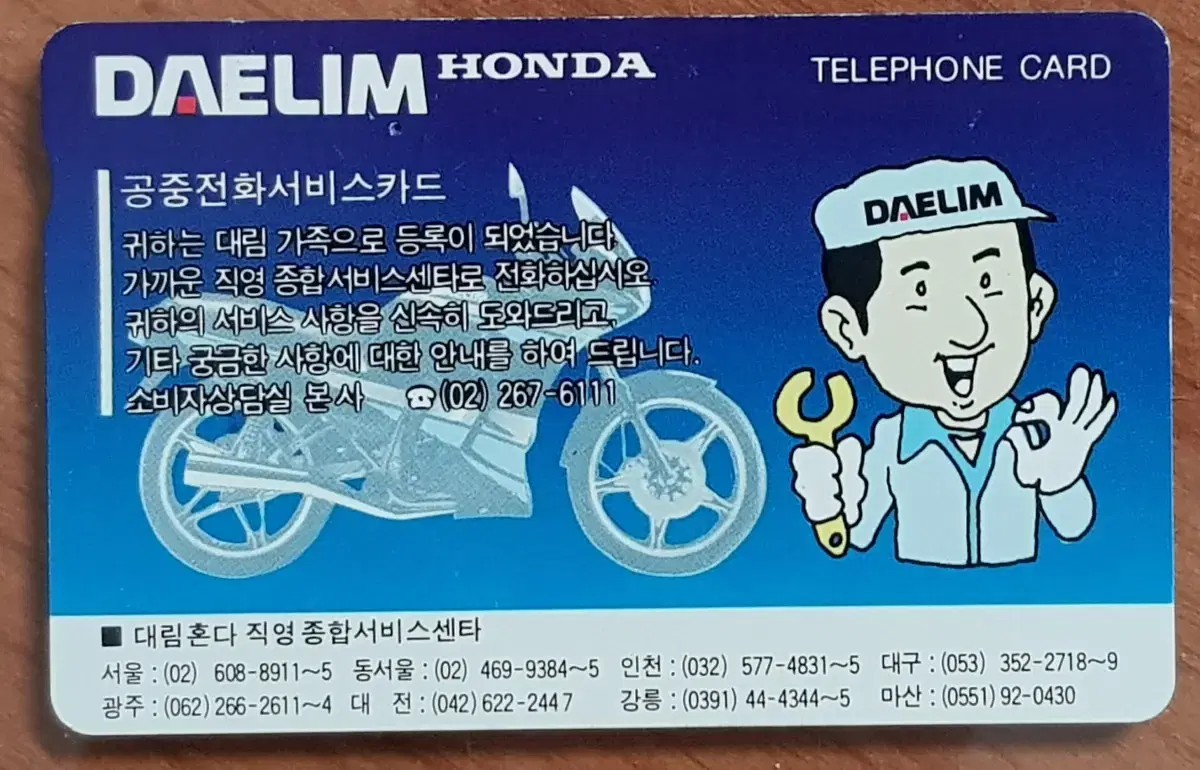 DAELIM HONDA
TELEPHONE CARD
공중전화서비스카드
귀하는 대림 가족으로 등록이 되었습니다
가까운 직영 종합서비스센타로 전화하십시오.
귀하의 서비스 사항을 신속히 도와드리고,
기타 궁금한 사항에 대한 안내를 하여 드립니다.
소비자상담실 본사 ☎(02) 267-6111
DAELIM
■ 대림혼다 직영종합서비스센타
서울 : (02) 608-8911~5 동서울 : (02) 469-9384~5 인천 : (032) 577-4831~5 대구 : (053) 352-2718~9
광주 : (062) 266-2611~4 대 전 : (042) 622-2447 강릉 : (0391) 44-4344~5 마산 : (0551) 92-0430